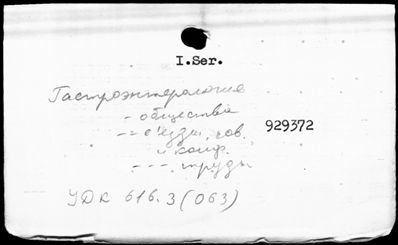 I.Ser.
Гастроэнтерология
- общества
- - съезды, сов.
929372
и конф.
- - - , труды
УДК 616.3(063)